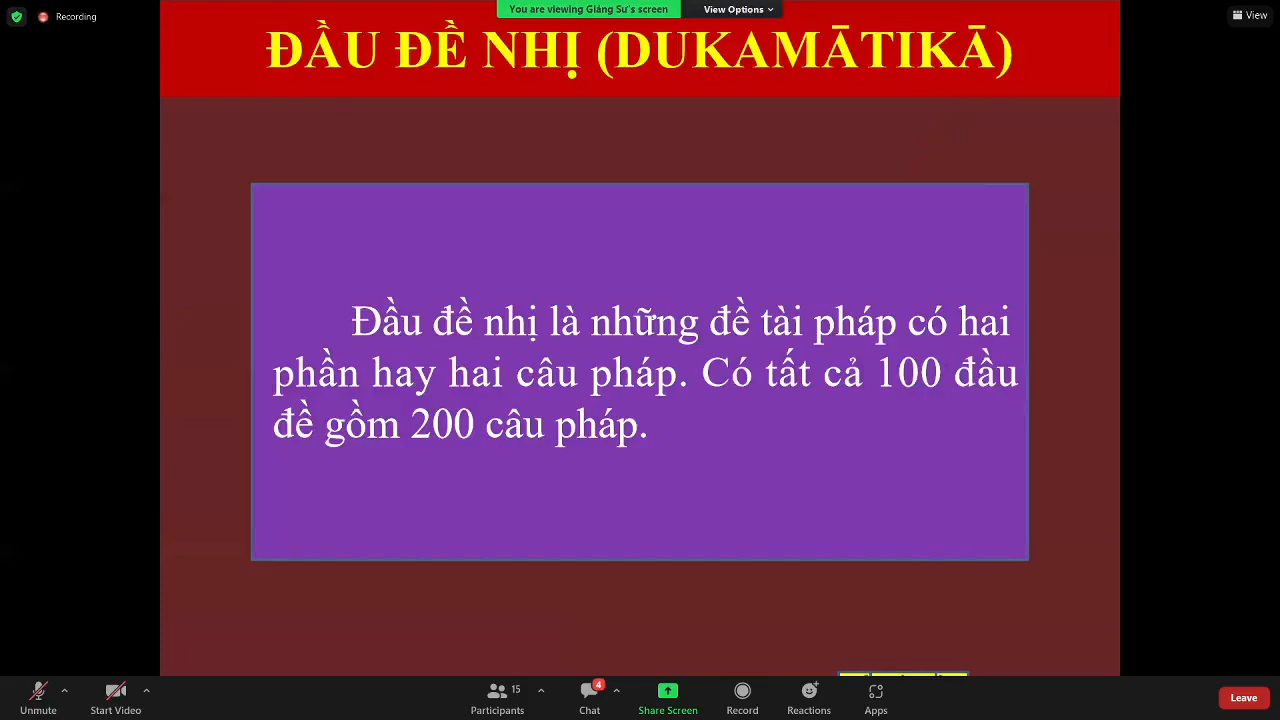 You are viewing Giảng Sư's screen
View Options
Recording
View
ĐẦU ĐỀ NHỊ (DUKAMĀTIKĀ)
Đầu đề nhị là những đề tài pháp có hai
phần hay hai câu pháp. Có tất cả 100 đầu
đề gồm 200 câu pháp.
Unmute
Start Video
15
Participants
4
Chat
Share Screen
Record
Reactions
Apps
Leave